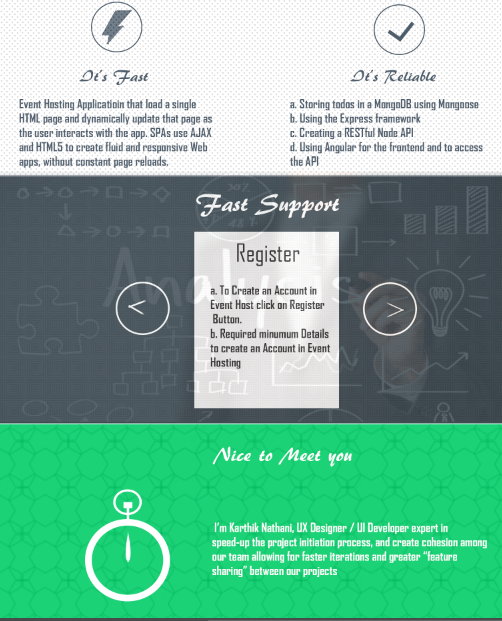 It's Fast
Event Hosting Applicatioin that load a single
HTML page and dynamically update that page as
the user interacts with the app. SPAs use AJAX
and HTML5 to create fluid and responsive Web
apps, without constant page reloads.
It's Reliable
a. Storing todos in a MongoDB using Mongoose
b. Using the Express framework
c. Creating a RESTful Node API
d. Using Angular for the frontend and to access
the API
Fast Support
Analysis
<
Register
a. To Create an Account in
Event Host click on Register
Button.
b. Required minumum Details
to create an Account in Event
Hosting
>
Nice to Meet you
I'm Karthik Nathani, UX Designer / UI Developer expert in
speed-up the project initiation process, and create cohesion among
our team allowing for faster iterations and greater “feature
sharing” between our projects